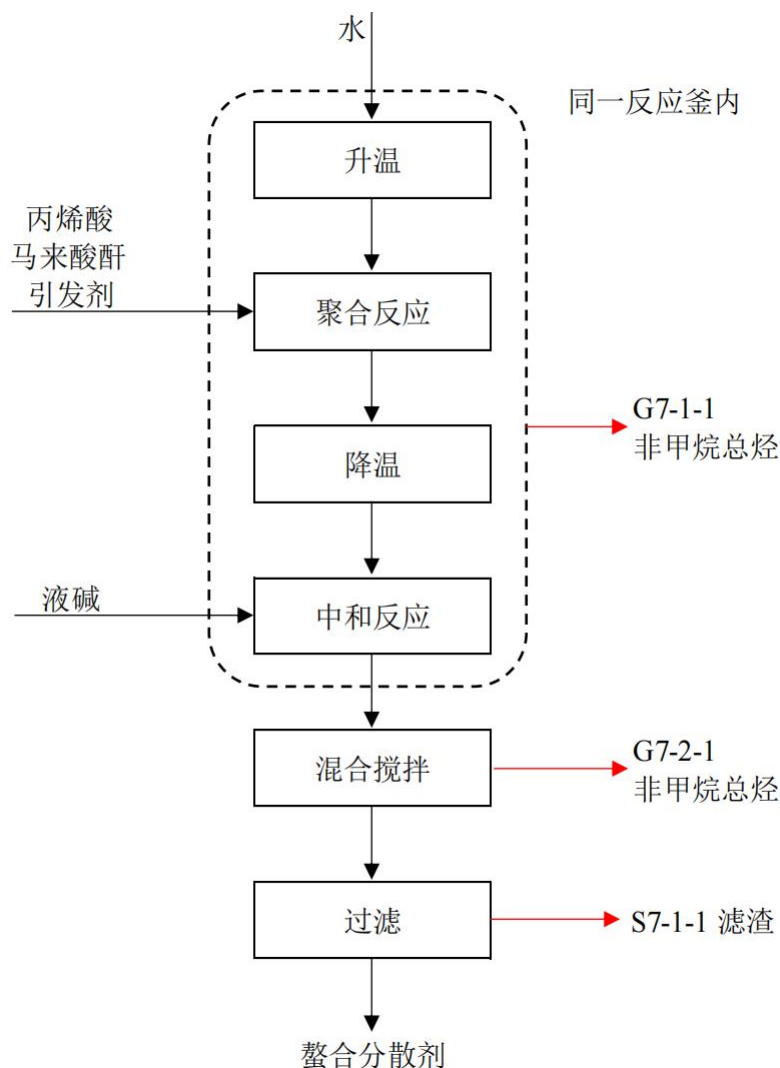 水
同一反应釜内
升温
丙烯酸
马来酸酐
引发剂
聚合反应
G7-1-1
非甲烷总烃
降温
液碱
中和反应
混合搅拌
G7-2-1
非甲烷总烃
过滤
S7-1-1 滤渣
螯合分散剂